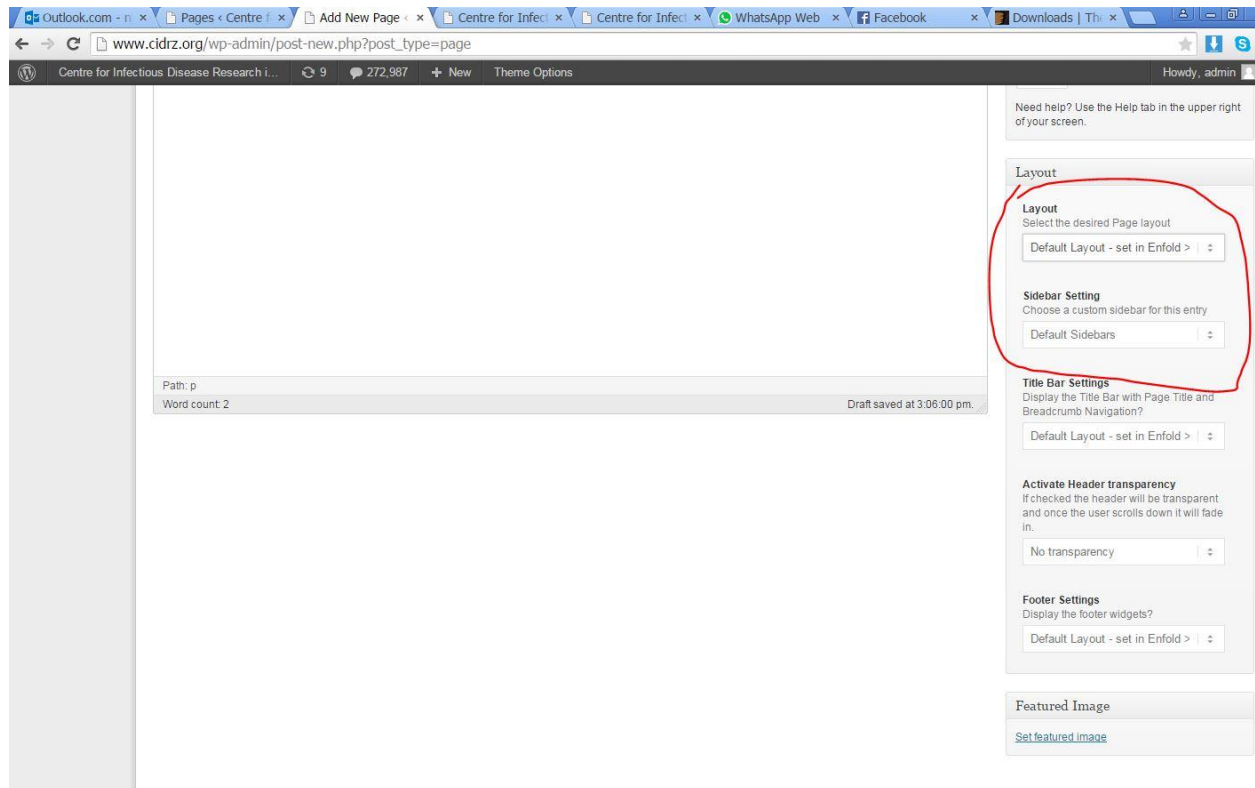 Outlook.com - n
Pages < Centre f
Add New Page <
Centre for Infect
Centre for Infect
WhatsApp Web
Facebook
Downloads | Th
www.cidrz.org/wp-admin/post-new.php?post_type=page
Centre for Infectious Disease Research i... 9 272,987 + New Theme Options Howdy, admin
Need help? Use the Help tab in the upper right
of your screen.
Layout
Layout
Select the desired Page layout
Default Layout - set in Enfold >
Sidebar Setting
Choose a custom sidebar for this entry
Default Sidebars
Path: p
Word count: 2 Draft saved at 3:06:00 pm.
Title Bar Settings
Display the Title Bar with Page Title and
Breadcrumb Navigation?
Default Layout - set in Enfold >
Activate Header transparency
If checked the header will be transparent
and once the user scrolls down it will fade
in.
No transparency
Footer Settings
Display the footer widgets?
Default Layout - set in Enfold >
Featured Image
Set featured image